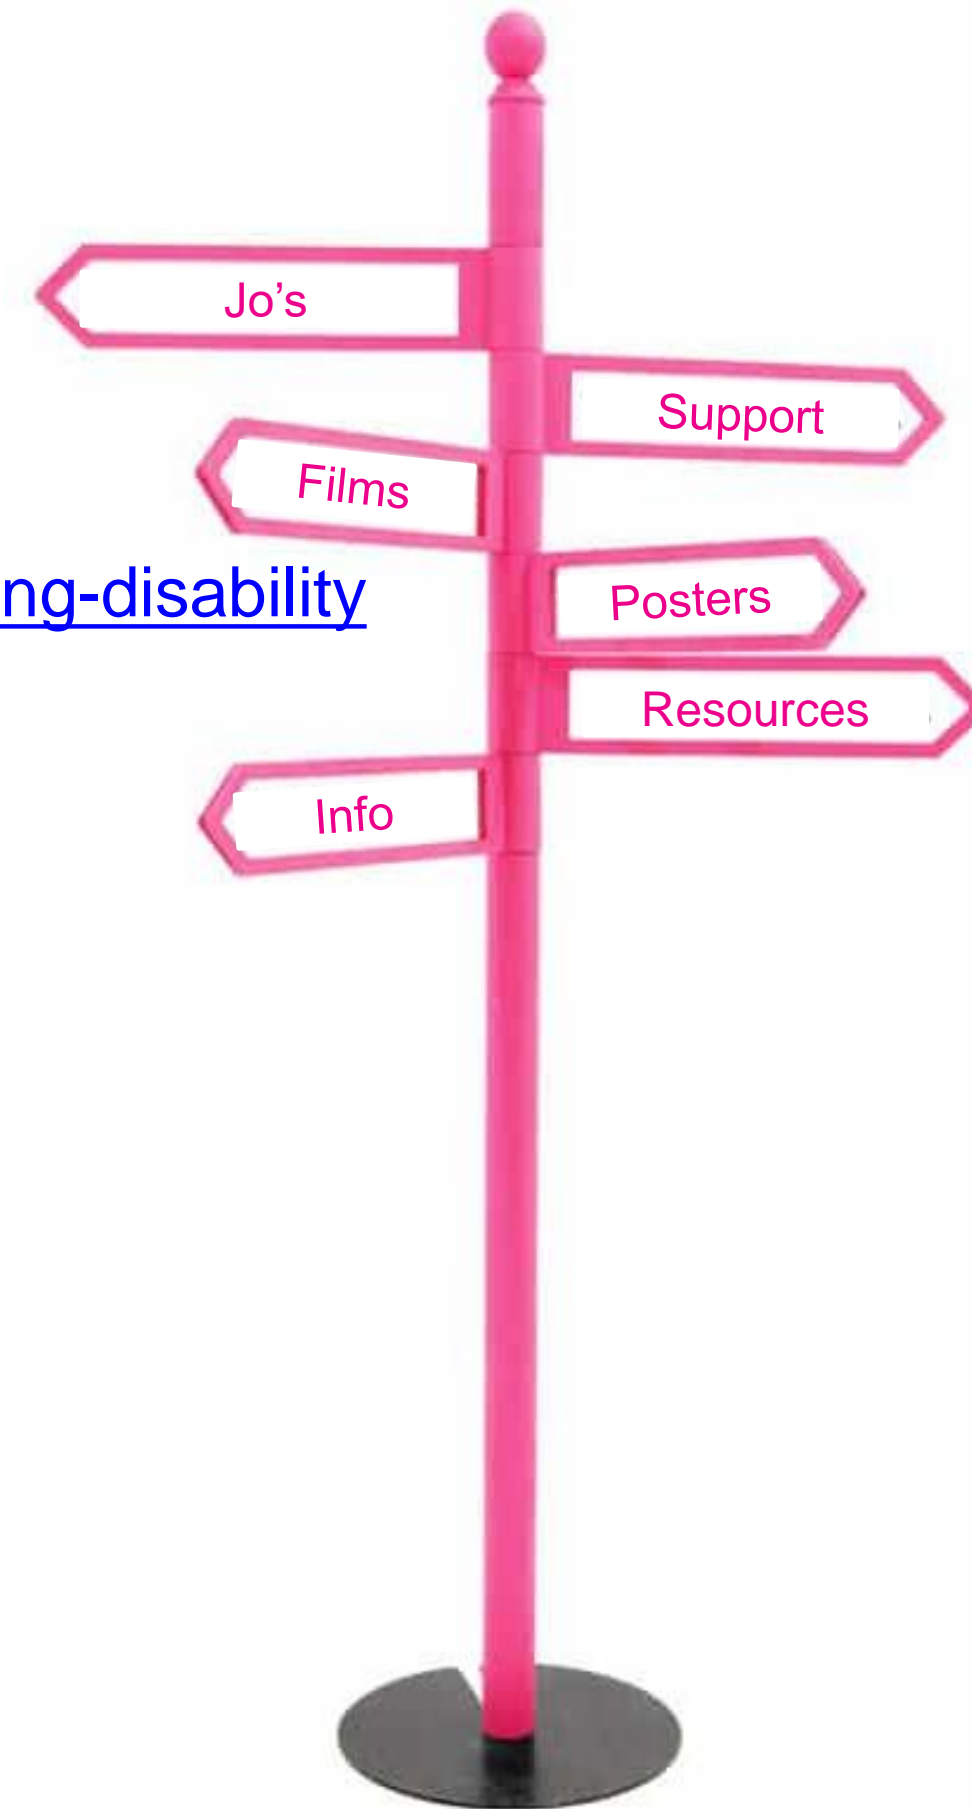 Jo's
Support
Films
ng-disability
Posters
Resources
Info